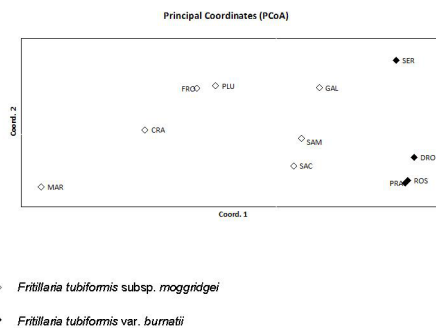 Principal Coordinates (PCoA)
SER
FRO PLU GAL
CRA
SAM
DRO
SAC
PRA ROS
MAR
Coord. 2
Coord. 1
Fritillaria tubiformis subsp. moggridgei
Fritillaria tubiformis var. burnatii